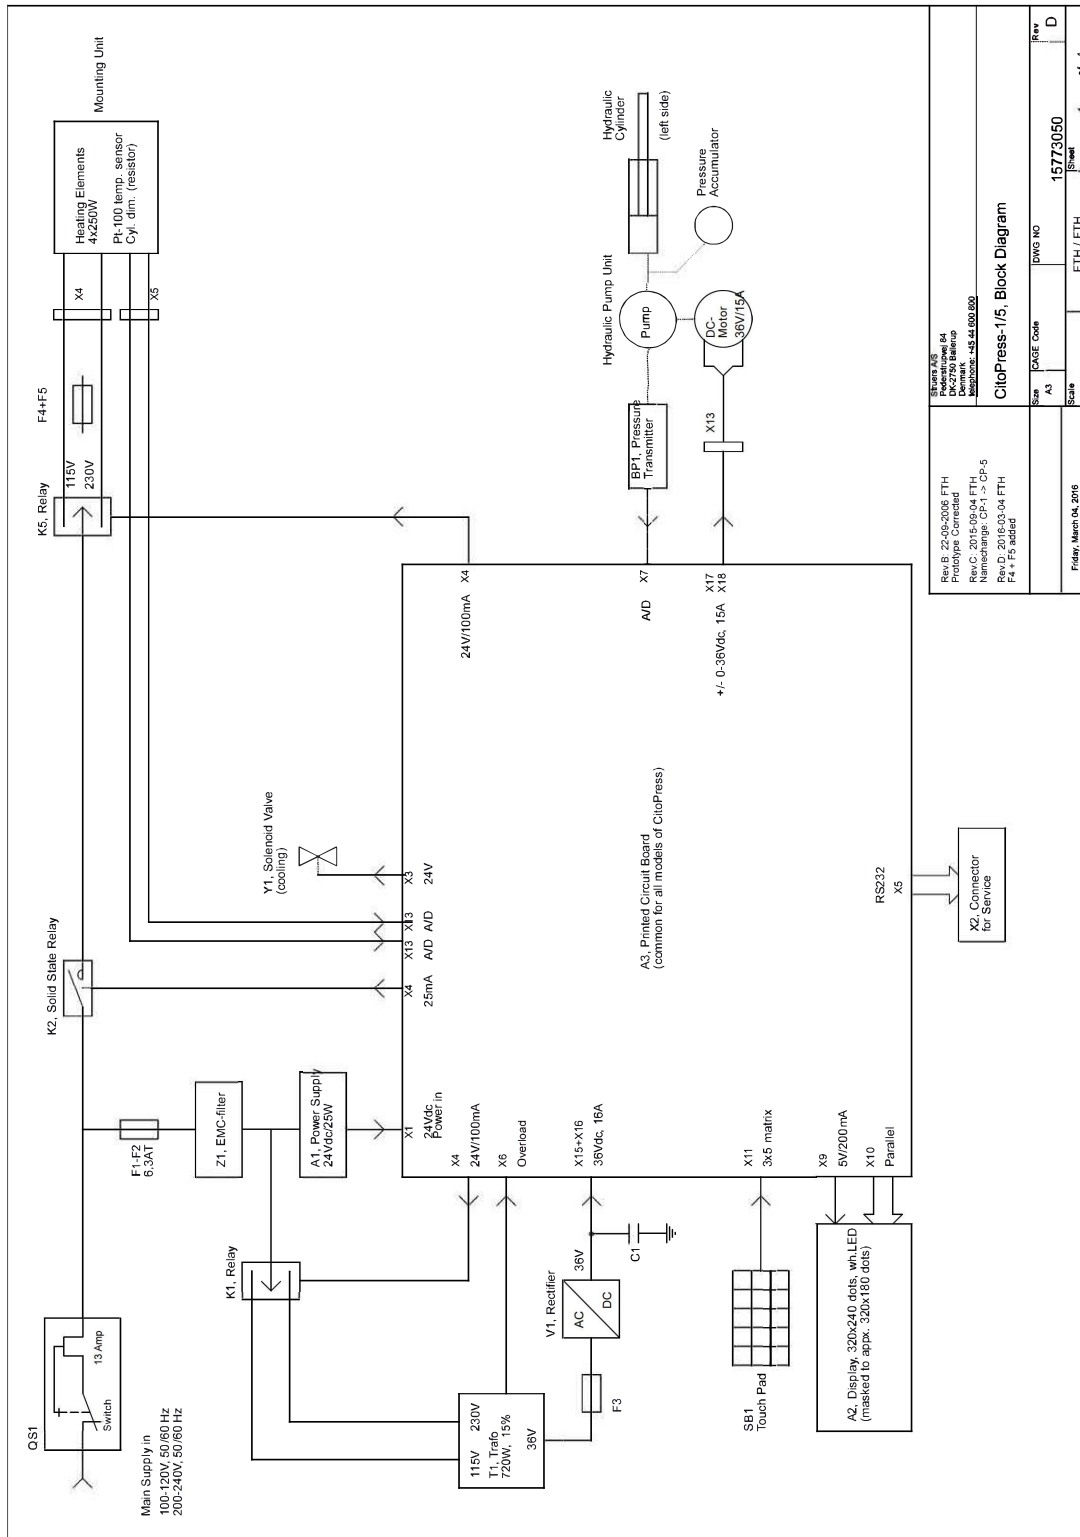 QS1
13 Amp
Switch
Main Supply in
100-120V, 50/60 Hz
200-240V, 50/60 Hz
K2, Solid State Relay
K5, Relay
115V
230V
F4+F5
X4
X5
Mounting Unit
Heating Elements
4x250W
Pt-100 temp. sensor
Cyl. dim. (resistor)
F1-F2
6.3AT
Z1, EMC-filter
A1, Power Supply
24Vdc/25W
Y1, Solenoid Valve
(cooling)
K1, Relay
X1
24Vdc
Power in
X4
25mA
X13
A/D
X13
A/D
X3
24V
X4
24V/100mA
X4
24V/100mA
X6
Overload
X15+X16
36Vdc, 16A
X11
3x5 matrix
X9
5V/200mA
X10
Parallel
A3, Printed Circuit Board
(common for all models of CitoPress)
X7
A/D
X17
X18
+/- 0-36Vdc, 15A
RS232
X5
X2, Connector
for Service
115V
230V
T1, Trafo
720W, 15%
36V
F3
V1, Rectifier
AC
DC
36V
C1
SB1
Touch Pad
A2, Display, 320x240 dots, wh.LED
(masked to appx. 320x180 dots)
BP1, Pressure
Transmitter
Hydraulic Pump Unit
Pump
DC-
Motor
36V/15A
X13
Hydraulic
Cylinder
(left side)
Pressure
Accumulator
Rev.B: 22-09-2006 FTH
Prototype Corrected
Rev.C: 2015-09-04 FTH
Namechange: CP-1 -> CP-5
Rev.D: 2016-03-04 FTH
F4 + F5 added
Struers A/S
Pederstrupvej 84
DK-2750 Ballerup
Denmark
telephone: +45 44 600 800
CitoPress-1/5, Block Diagram
Size
A3
CAGE Code
DWG NO
15773050
Rev
D
Friday, March 04, 2016
Scale
FTH / FTH
Sheet